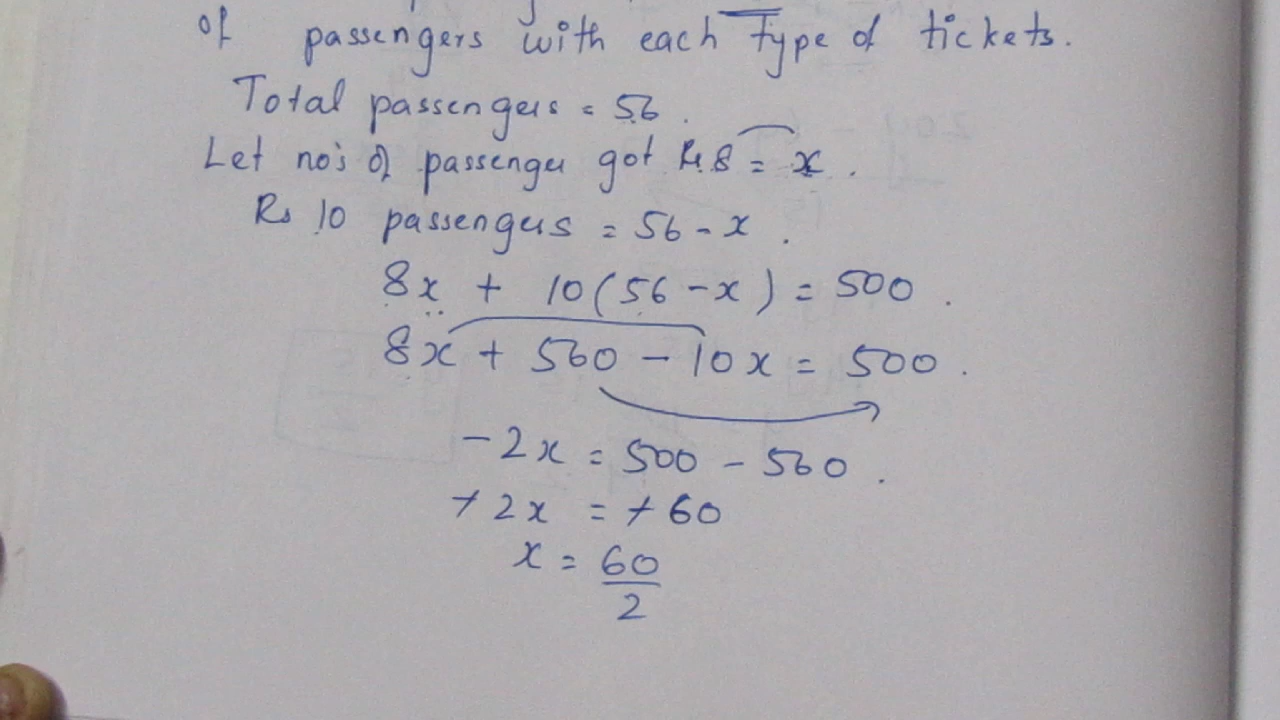 of passengers with each type of tickets.
Total passengers = 56.
Let no's of passenger got Rs 8 = x.
Rs 10 passengers = 56 - x.
8x + 10(56 - x) = 500.
8x + 560 - 10x = 500.
-2x = 500 - 560.
+2x = +60
x = 60/2